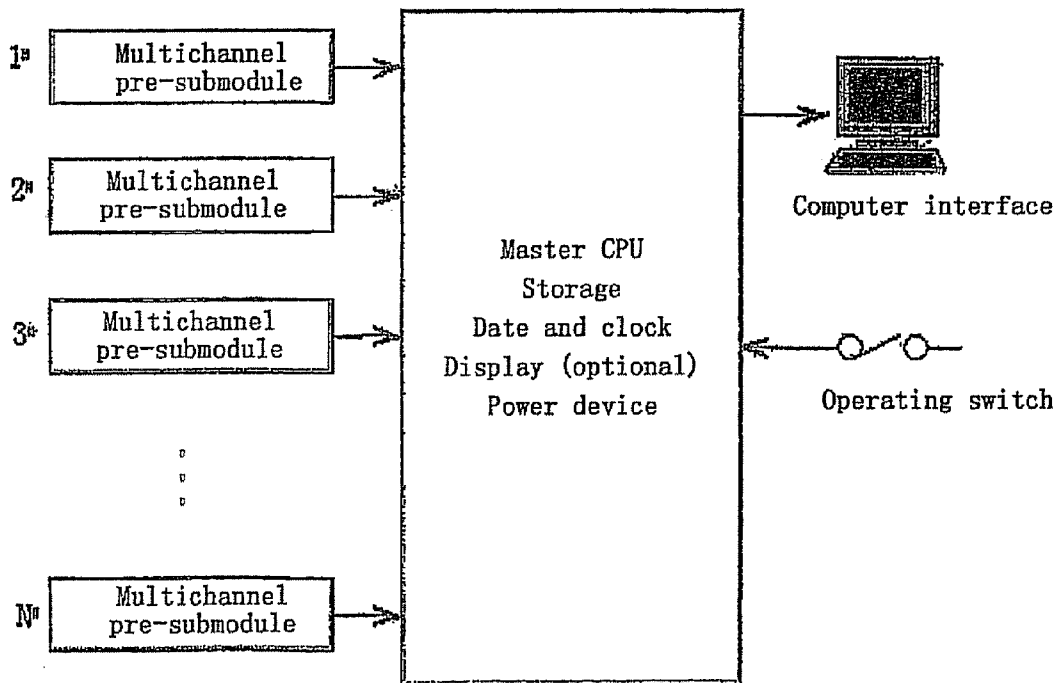 1#
Multichannel
pre-submodule
2#
Multichannel
pre-submodule
3#
Multichannel
pre-submodule
N#
Multichannel
pre-submodule
Master CPU
Storage
Date and clock
Display (optional)
Power device
Computer interface
Operating switch